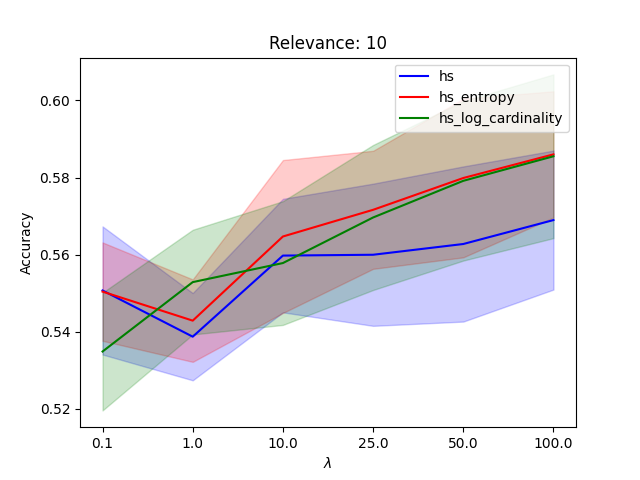 Relevance: 10
hs
hs_entropy
hs_log_cardinality
Accuracy
0.60
0.58
0.56
0.54
0.52
0.1 1.0 10.0 25.0 50.0 100.0
λ